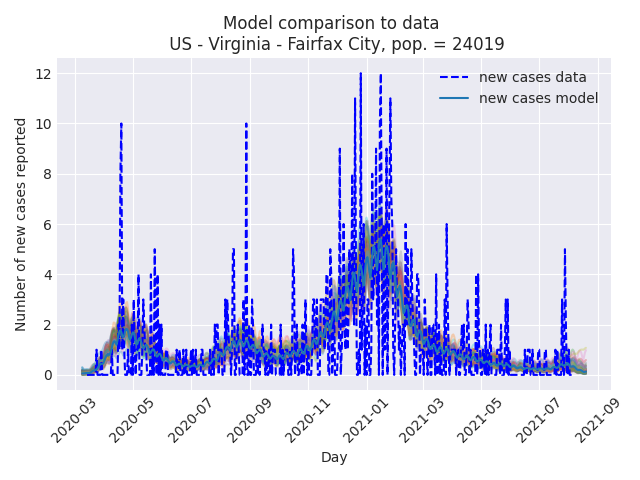 Model comparison to data
US - Virginia - Fairfax City, pop. = 24019
new cases data
new cases model
Number of new cases reported
12
10
8
6
4
2
0
2020-03
2020-05
2020-07
2020-09
2020-11
2021-01
2021-03
2021-05
2021-07
2021-09
Day